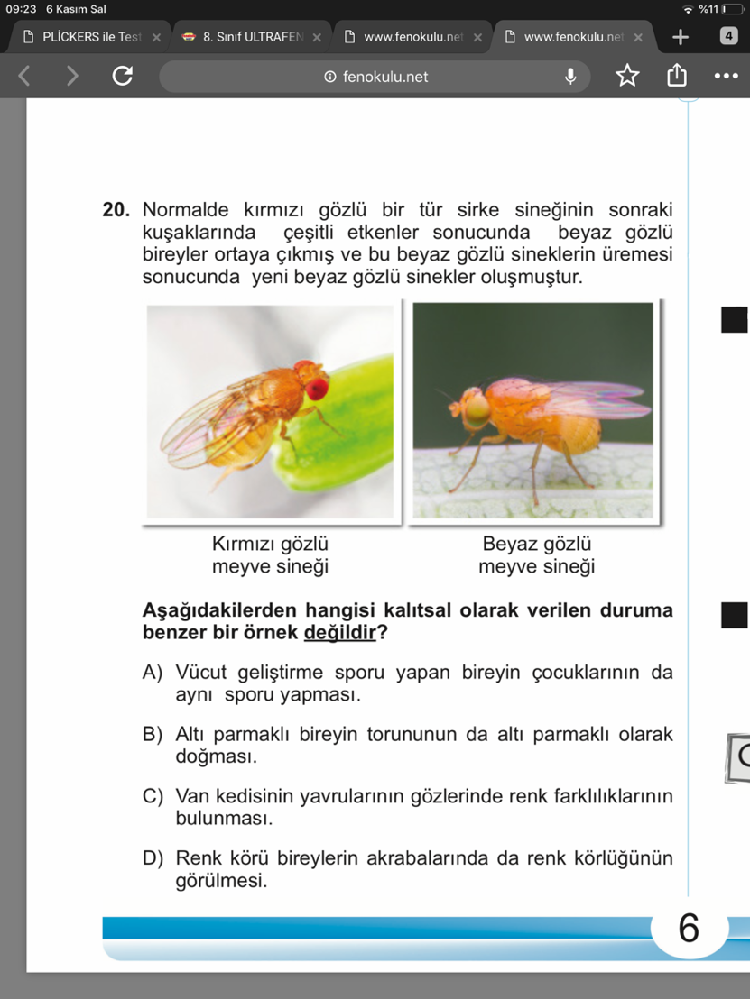 09:23 6 Kasım Sal
%11
PLİCKERS ile Test
8. Sınıf ULTRAFEN
www.fenokulu.net
www.fenokulu.net
4
fenokulu.net
20. Normalde kırmızı gözlü bir tür sirke sineğinin sonraki
kuşaklarında çeşitli etkenler sonucunda beyaz gözlü
bireyler ortaya çıkmış ve bu beyaz gözlü sineklerin üremesi
sonucunda yeni beyaz gözlü sinekler oluşmuştur.
Kırmızı gözlü
meyve sineği
Beyaz gözlü
meyve sineği
Aşağıdakilerden hangisi kalıtsal olarak verilen duruma
benzer bir örnek değildir?
A) Vücut geliştirme sporu yapan bireyin çocuklarının da
aynı sporu yapması.
B) Altı parmaklı bireyin torununun da altı parmaklı olarak
doğması.
C) Van kedisinin yavrularının gözlerinde renk farklılıklarının
bulunması.
D) Renk körü bireylerin akrabalarında da renk körlüğünün
görülmesi.
6